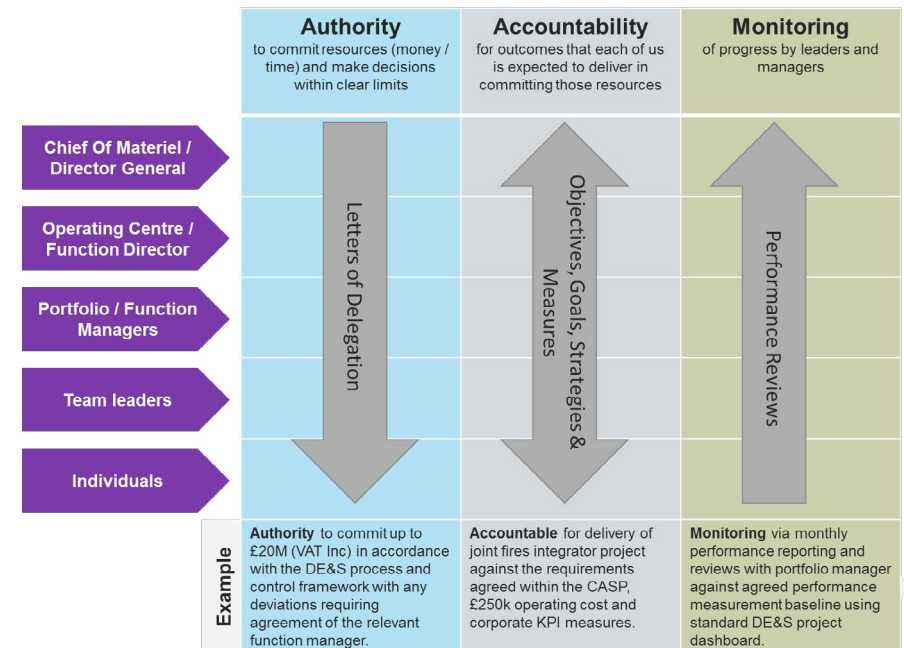 Authority
to commit resources (money /
time) and make decisions
within clear limits
Accountability
for outcomes that each of us
is expected to deliver in
committing those resources
Monitoring
of progress by leaders and
managers
Chief Of Materiel /
Director General
Operating Centre /
Function Director
Portfolio / Function
Managers
Team leaders
Individuals
Letters of Delegation
Objectives, Goals, Strategies &
Measures
Performance Reviews
Example
Authority to commit up to
£20M (VAT Inc) in accordance
with the DE&S process and
control framework with any
deviations requiring
agreement of the relevant
function manager.
Accountable for delivery of
joint fires integrator project
against the requirements
agreed within the CASP,
£250k operating cost and
corporate KPI measures.
Monitoring via monthly
performance reporting and
reviews with portfolio manager
against agreed performance
measurement baseline using
standard DE&S project
dashboard.